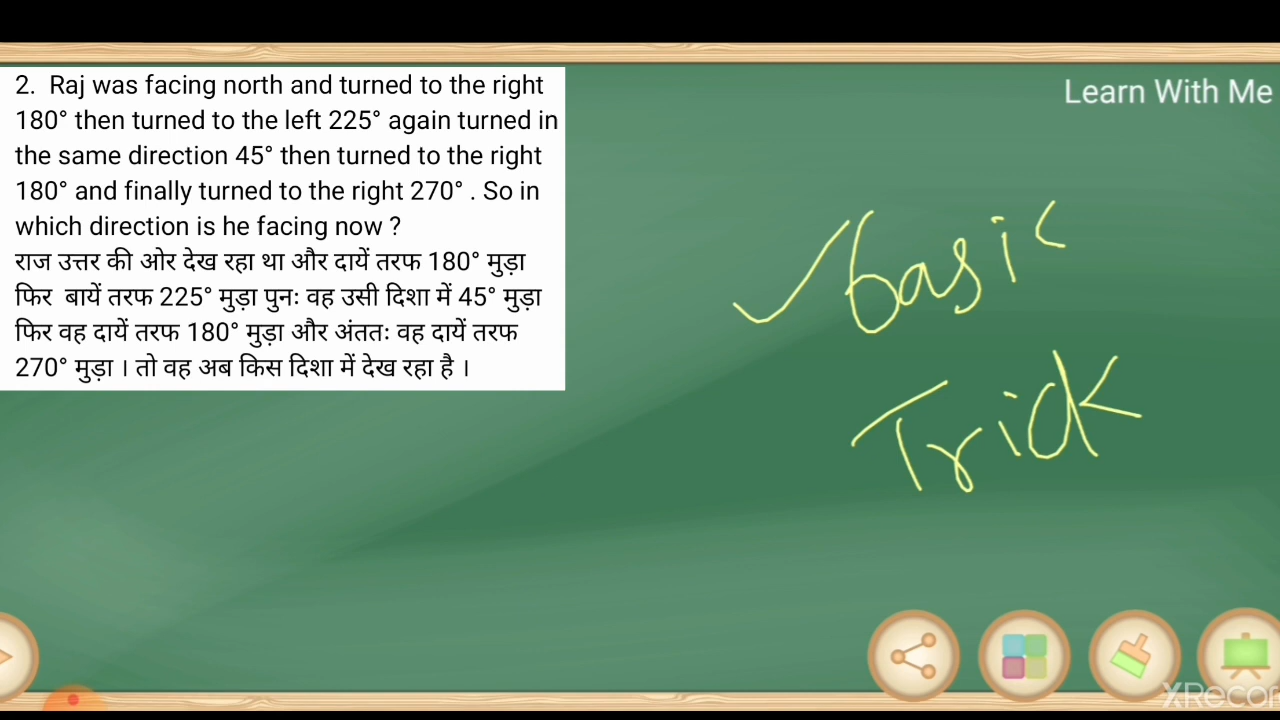 2. Raj was facing north and turned to the right
180° then turned to the left 225° again turned in
the same direction 45° then turned to the right
180° and finally turned to the right 270° . So in
which direction is he facing now ?
राज उत्तर की ओर देख रहा था और दायें तरफ 180° मुड़ा
फिर बायें तरफ 225° मुड़ा पुनः वह उसी दिशा में 45° मुड़ा
फिर वह दायें तरफ 180° मुड़ा और अंततः वह दायें तरफ
270° मुड़ा । तो वह अब किस दिशा में देख रहा है ।
Learn With Me
basic
Trick
XRecor